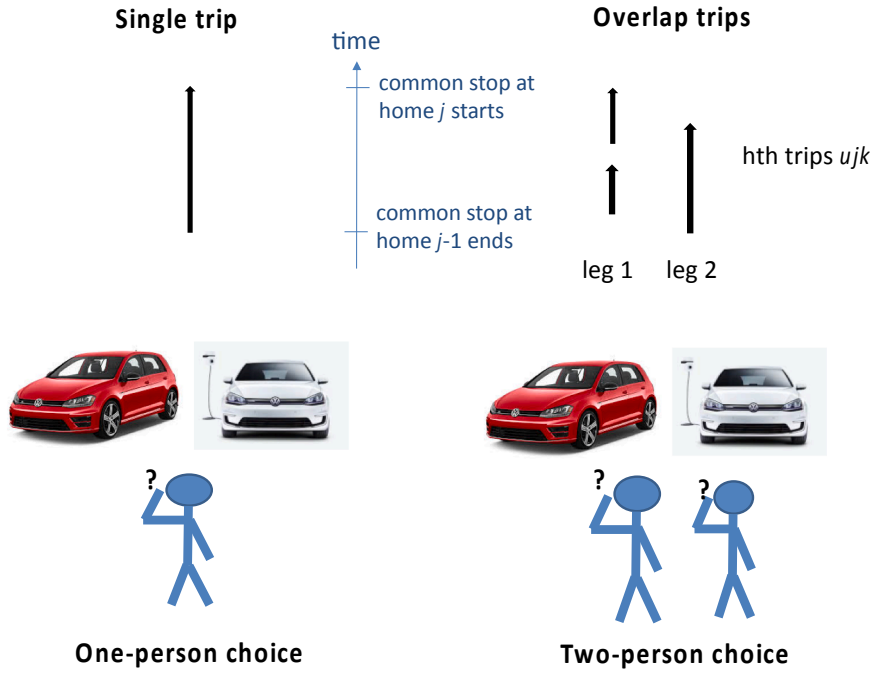 Single trip
Overlap trips
time
common stop at
home j starts
hth trips ujk
common stop at
home j-1 ends
leg 1
leg 2
?
?
?
One-person choice
Two-person choice